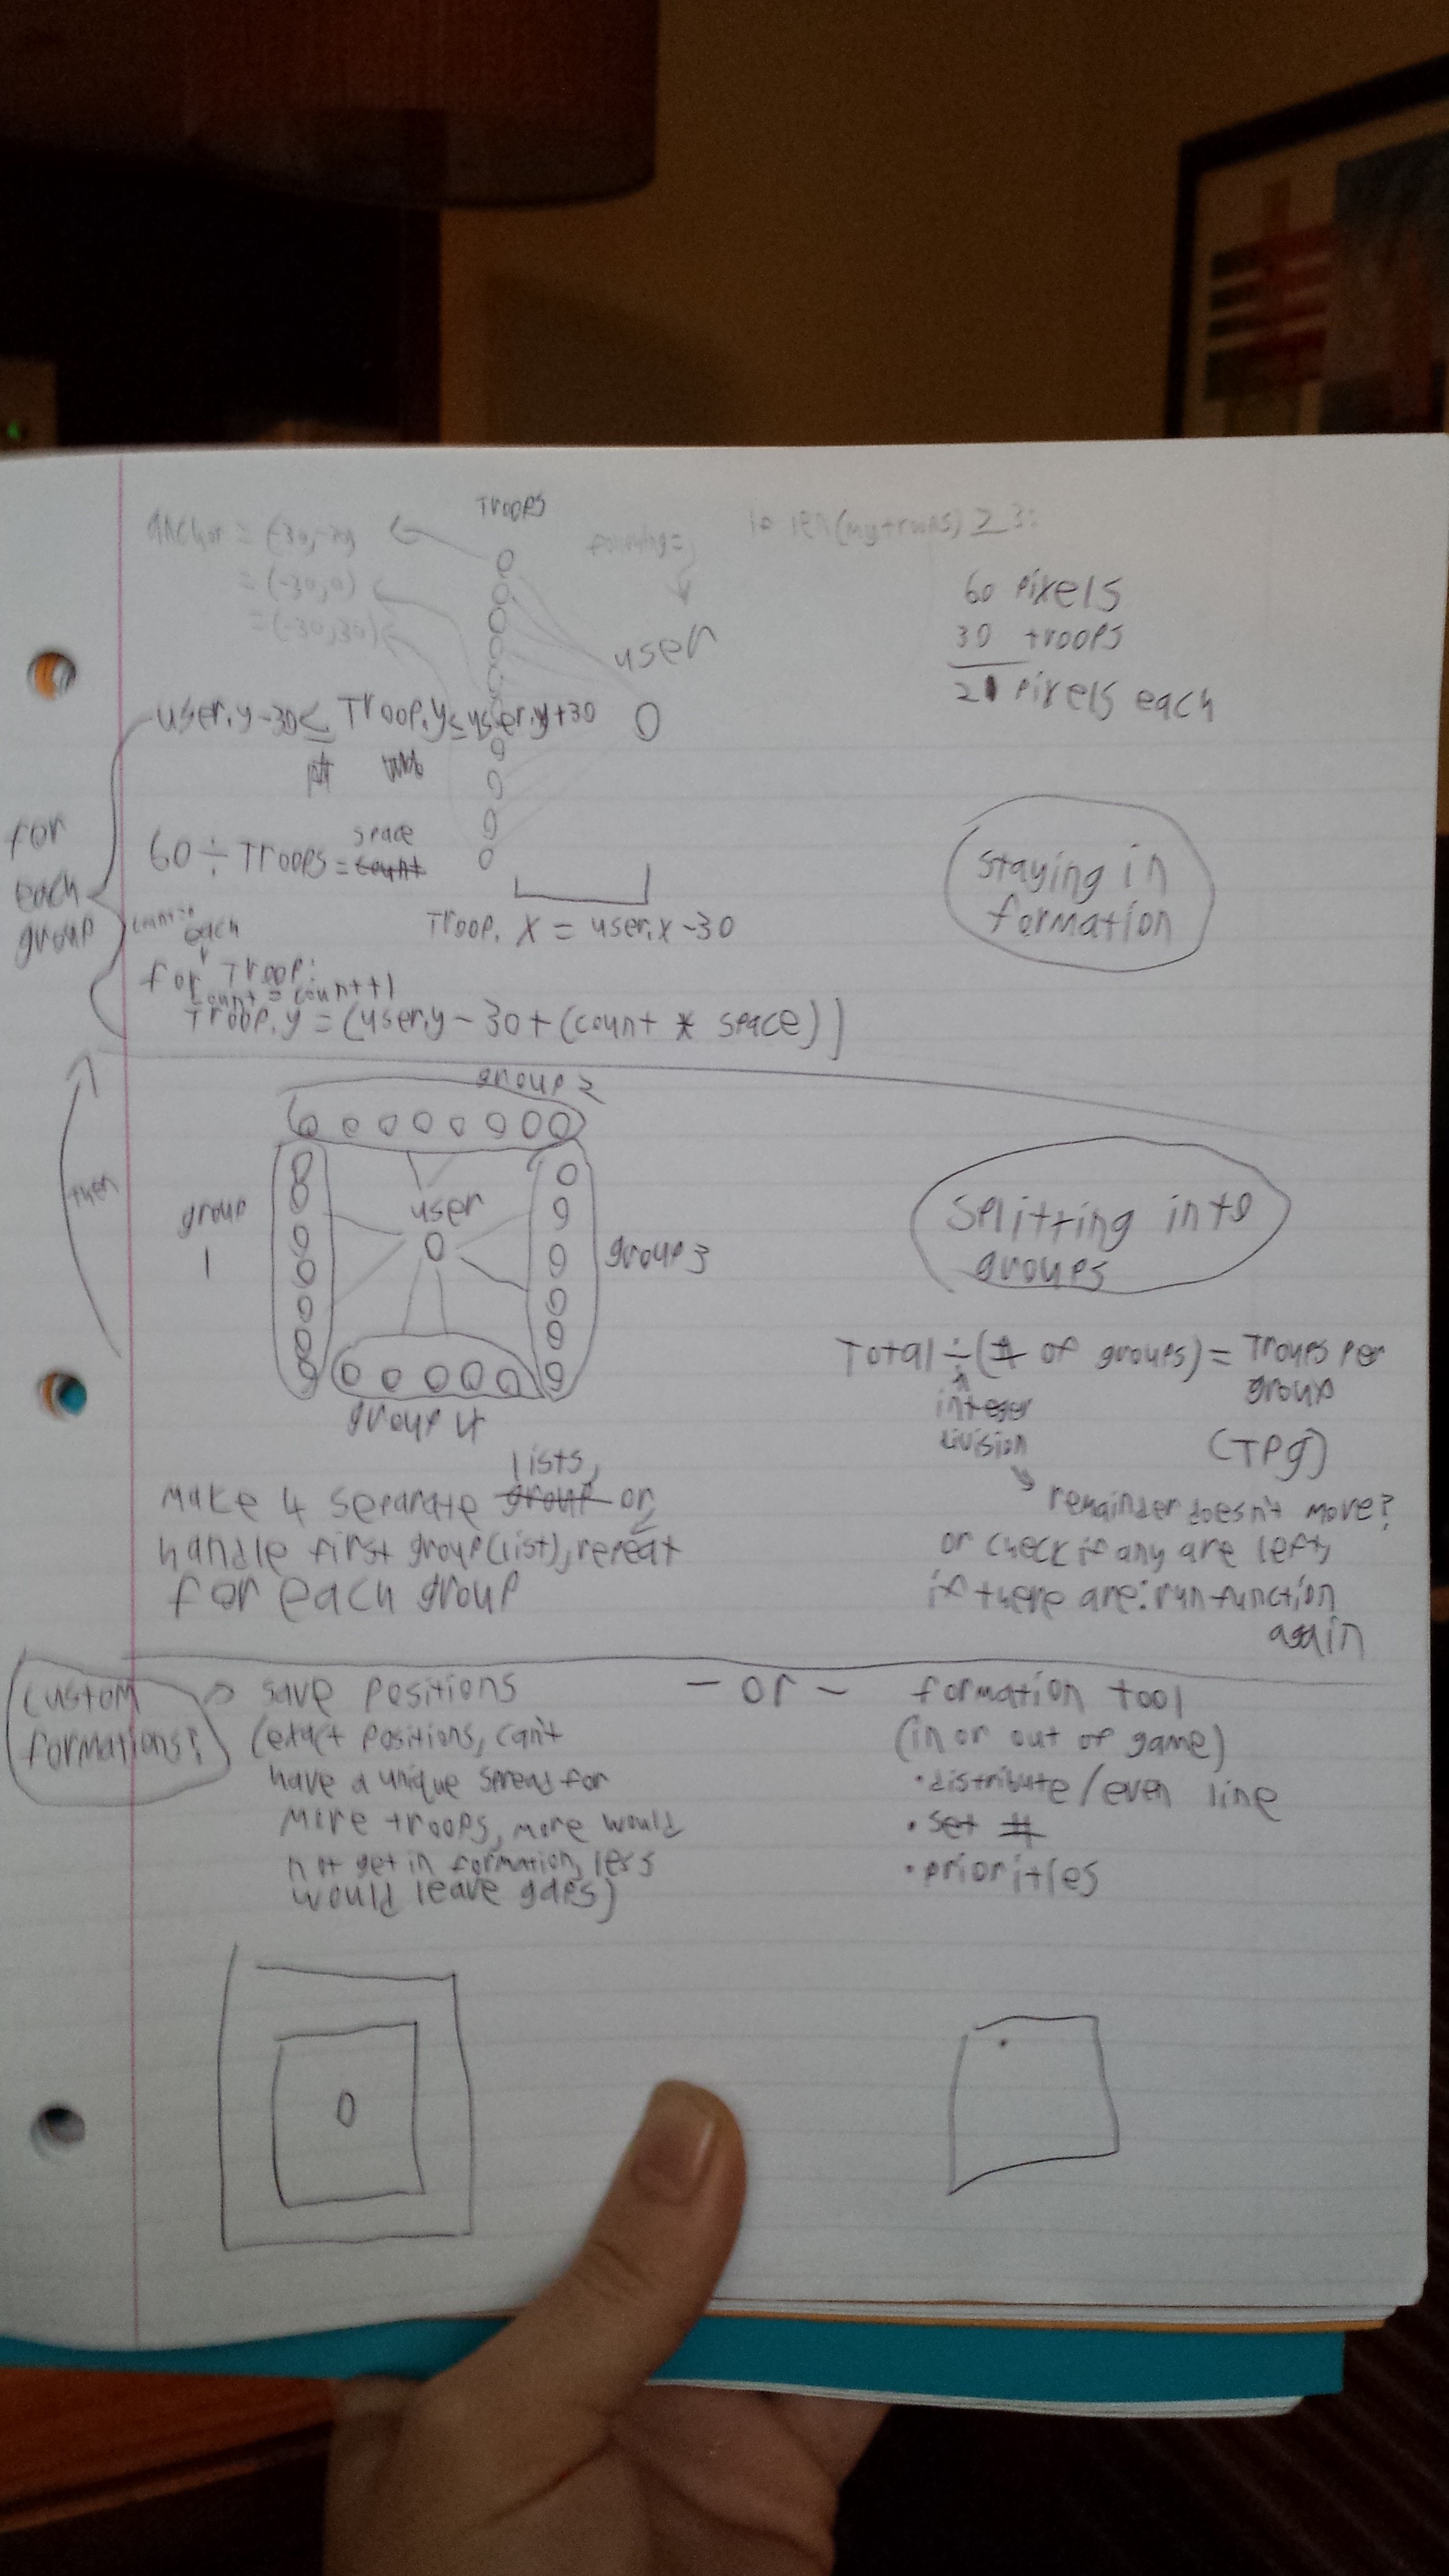 Troops
anchor = (-30,-30)
= (-30,0)
= (-30,30)
if len(mytroops) ≥ 3:
60 pixels
30 troops
2 pixels each
user
user.y-30 ≤ Troop.y ≤ user.y+30
for
each
group
60 ÷ Troops = space
count
Troop.x = user.x-30
Staying in
formation
each
for Troop:
count = count+1
Troop.y = (user.y - 30 + (count * space))
then
group 2
group
1
user
group 3
group 4
Splitting into
groups
Total ÷ (# of groups) = Troops per
group
integer
division
(TPg)
remainder doesn't move?
or check if any are left,
if there are: run function
again
lists,
Make 4 separate group or
handle first group(list), repeat
for each group
custom
formations?
save positions
(exact positions, can't
have a unique spread for
more troops, more would
not get in formation, less
would leave gaps)
- or -
formation tool
(in or out of game)
• distribute/even line
• set #
• priorities